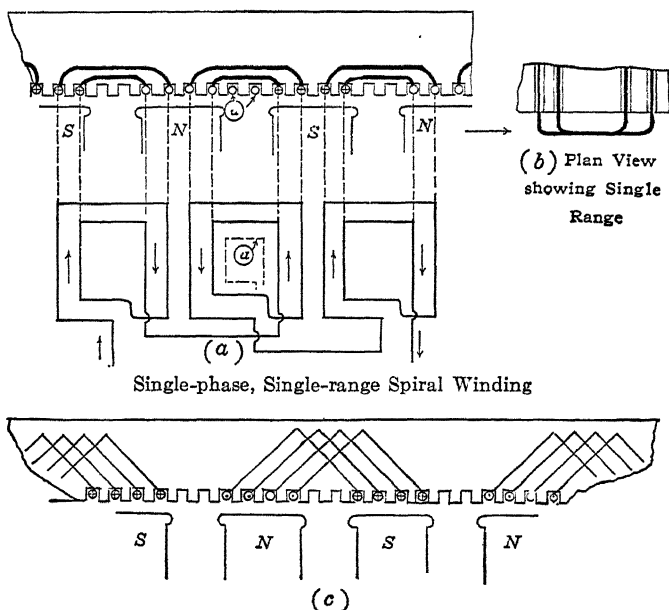 S
N
S
N
a
(b) Plan View
showing Single
Range
a
(a)
Single-phase, Single-range Spiral Winding
S
N
S
N
(c)